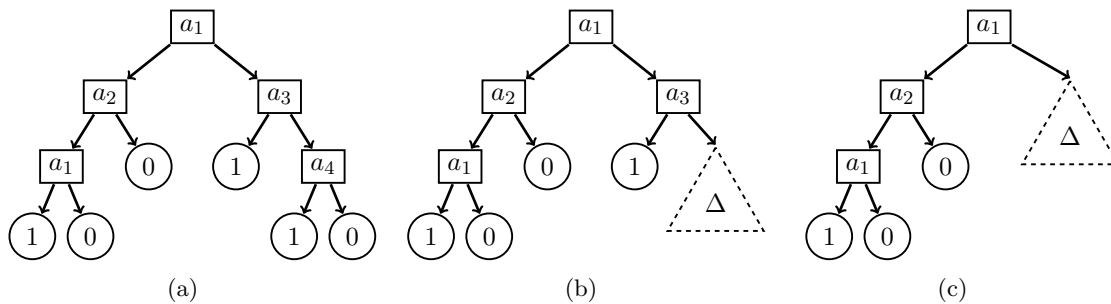 a1 a1 a1
a2 a3 a2 a3 a2 Δ
a1 0 1 a4 a1 0 1 Δ a1 0
1 0 1 0 1 0 1 0
(a) (b) (c)